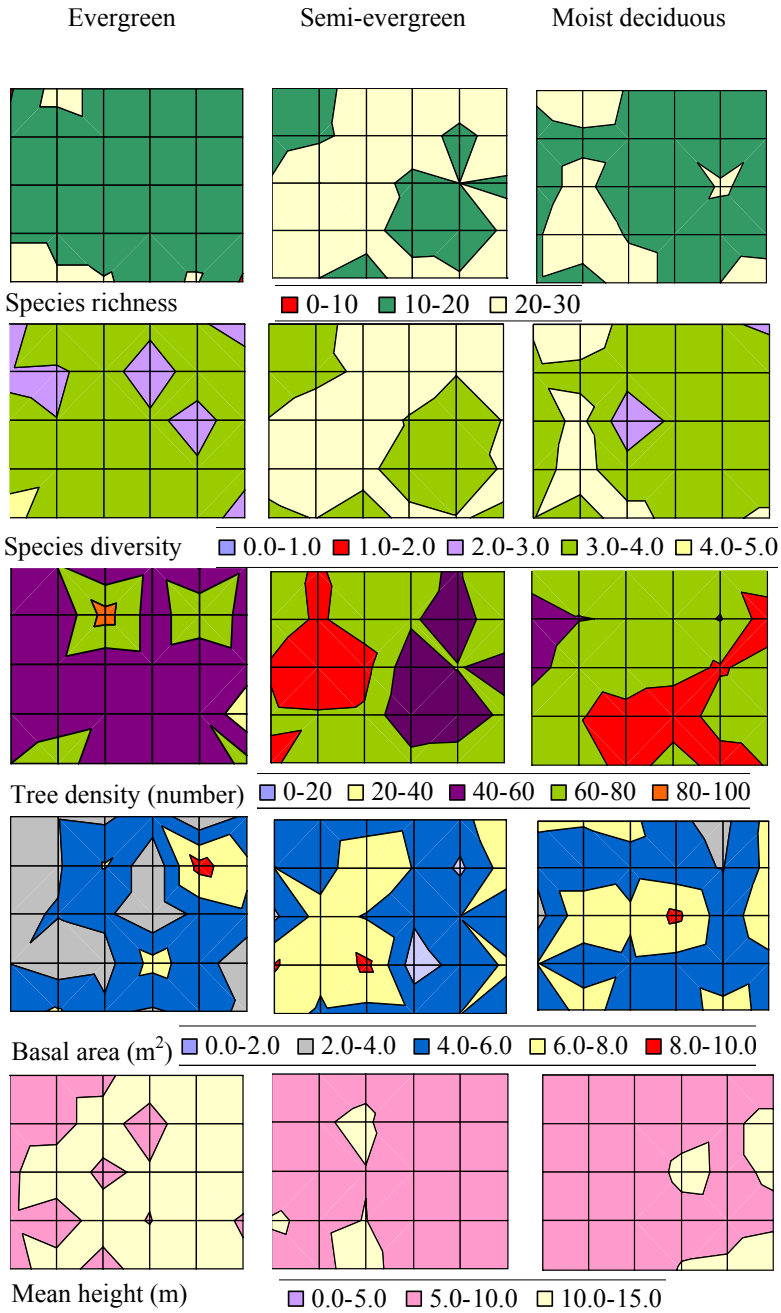 Evergreen Semi-evergreen Moist deciduous
Species richness 0-10 10-20 20-30
Species diversity 0.0-1.0 1.0-2.0 2.0-3.0 3.0-4.0 4.0-5.0
Tree density (number) 0-20 20-40 40-60 60-80 80-100
Basal area (m²) 0.0-2.0 2.0-4.0 4.0-6.0 6.0-8.0 8.0-10.0
Mean height (m) 0.0-5.0 5.0-10.0 10.0-15.0